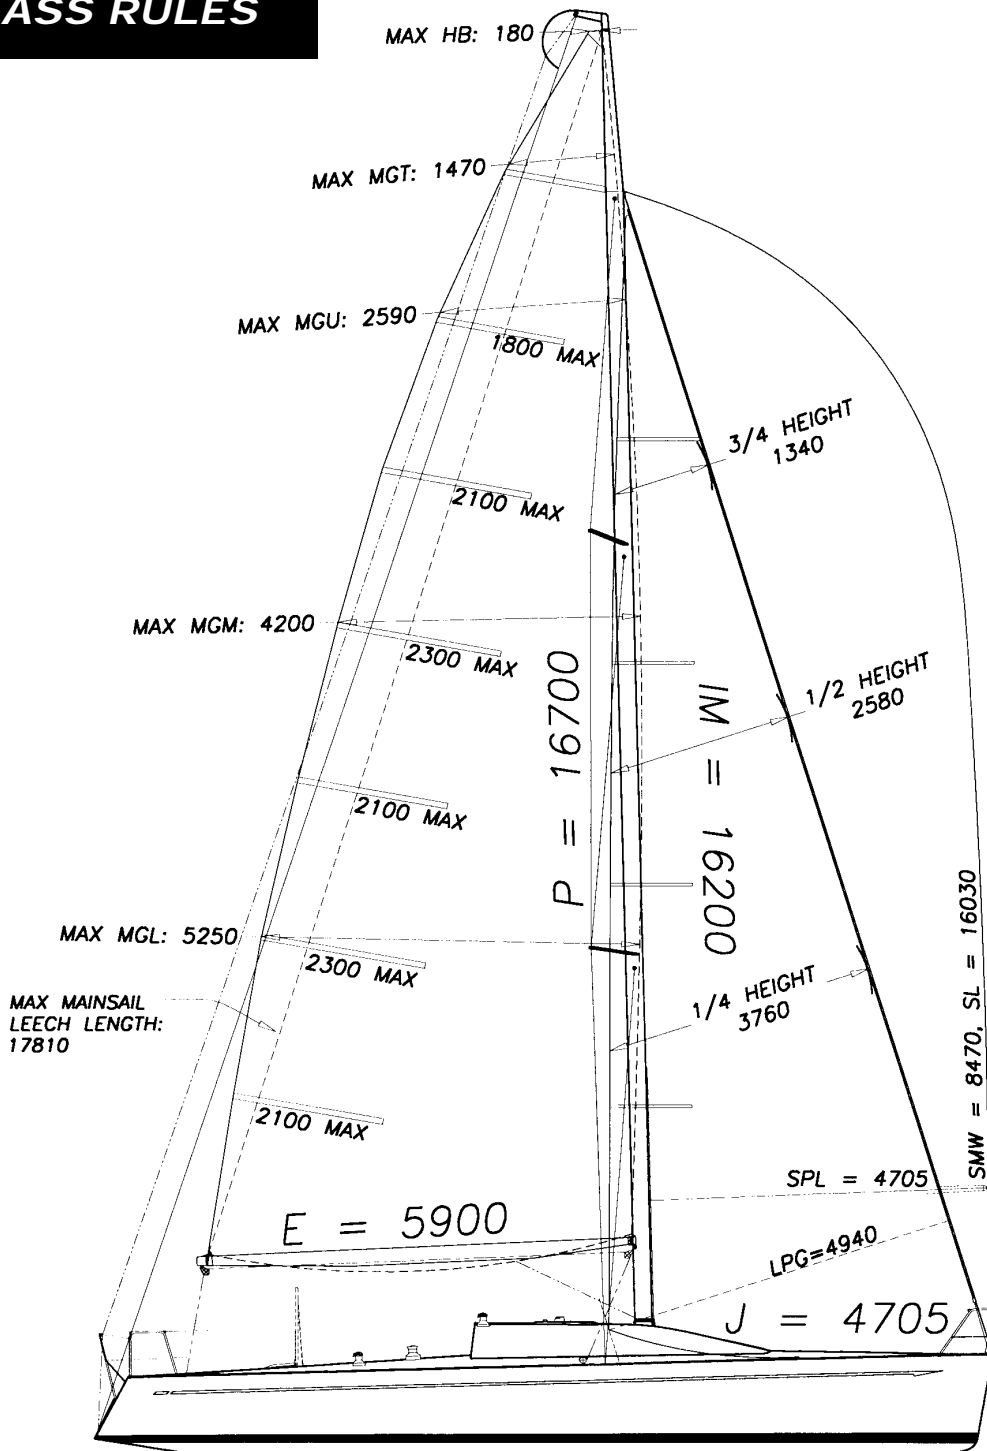 ASS RULES
MAX HB: 180
MAX MGT: 1470
MAX MGU: 2590
1800 MAX
3/4 HEIGHT
1340
2100 MAX
MAX MGM: 4200
2300 MAX
P = 16700
IM = 16200
1/2 HEIGHT
2580
2100 MAX
MAX MGL: 5250
2300 MAX
1/4 HEIGHT
3760
MAX MAINSAIL
LEECH LENGTH:
17810
2100 MAX
SMW = 8470, SL = 16030
SPL = 4705
E = 5900
LPG=4940
J = 4705